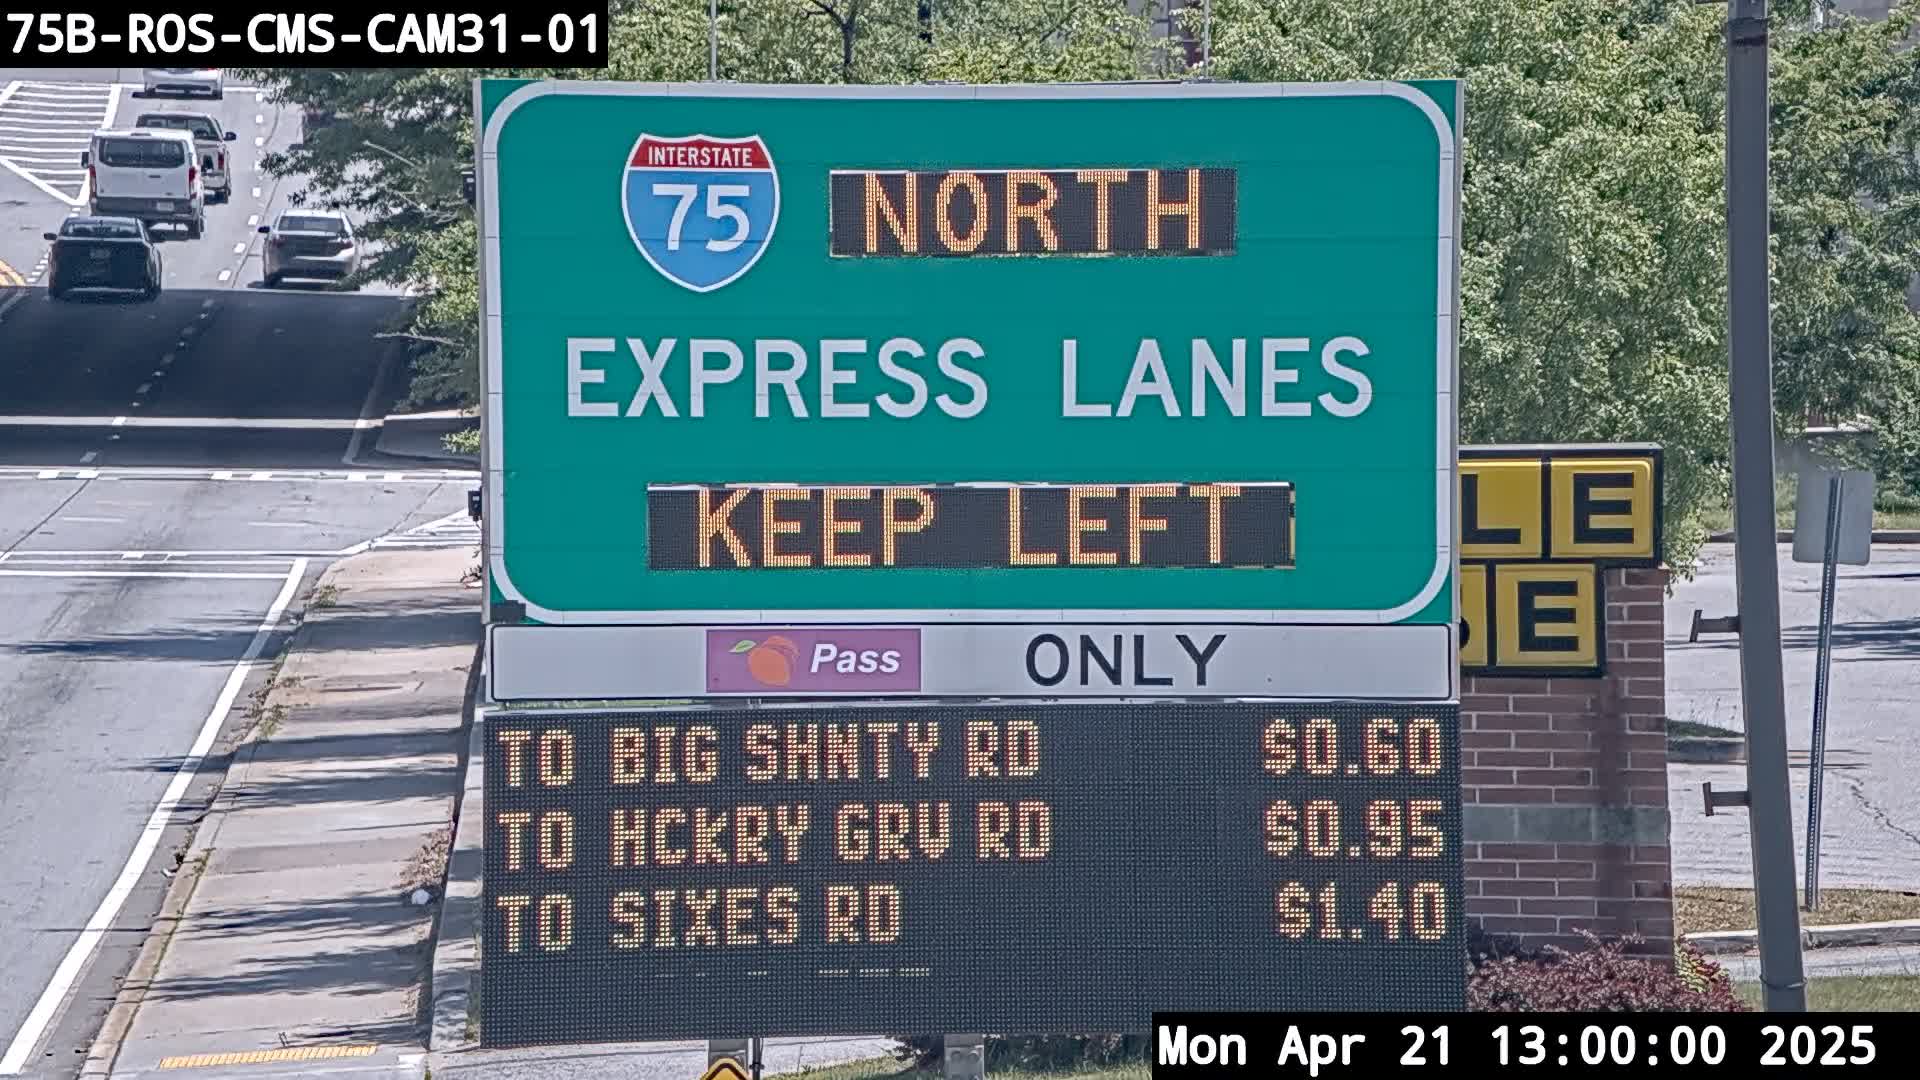 75B-ROS-CMS-CAM31-01
INTERSTATE
75
NORTH
EXPRESS LANES
KEEP LEFT
Pass ONLY
TO BIG SHNTY RD $0.60
TO HCKRY GRV RD $0.95
TO SIXES RD $1.40
LE
E
Mon Apr 21 13:00:00 2025